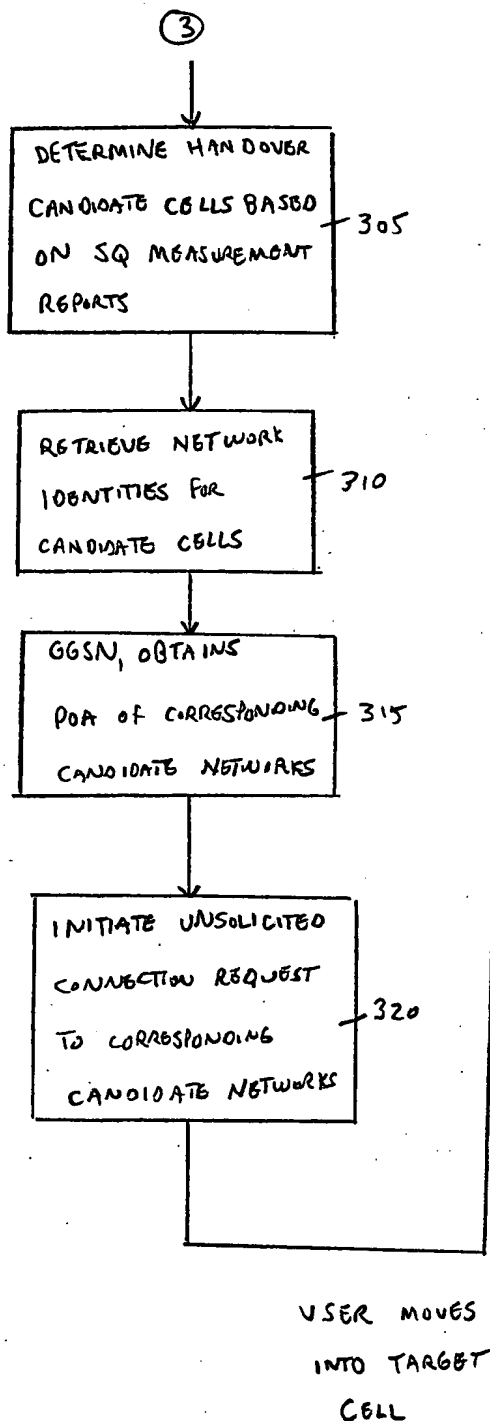 3
DETERMINE HANDOVER
CANDIDATE CELLS BASED
ON SQ MEASUREMENT
REPORTS
305
RETRIEVE NETWORK
IDENTITIES FOR
CANDIDATE CELLS
310
GGSN, OBTAINS
POA OF CORRESPONDING
CANDIDATE NETWORKS
315
INITIATE UNSOLICITED
CONNECTION REQUEST
TO CORRESPONDING
CANDIDATE NETWORKS
320
USER MOVES
INTO TARGET
CELL